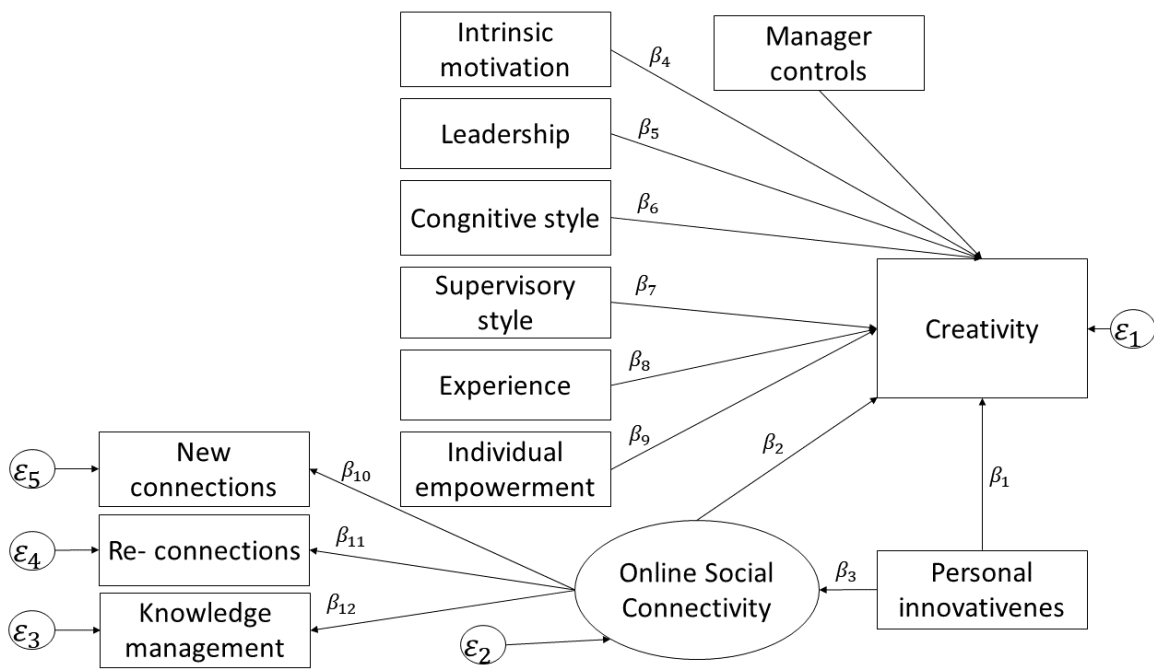 Intrinsic
motivation
β4
Manager
controls
Leadership
β5
Congnitive style
β6
Supervisory
style
β7
Creativity
ε1
Experience
β8
Individual
empowerment
β9
β2
β1
New
connections
ε5
β10
Re- connections
ε4
β11
Knowledge
management
ε3
β12
Online Social
Connectivity
ε2
β3
Personal
innovativenes